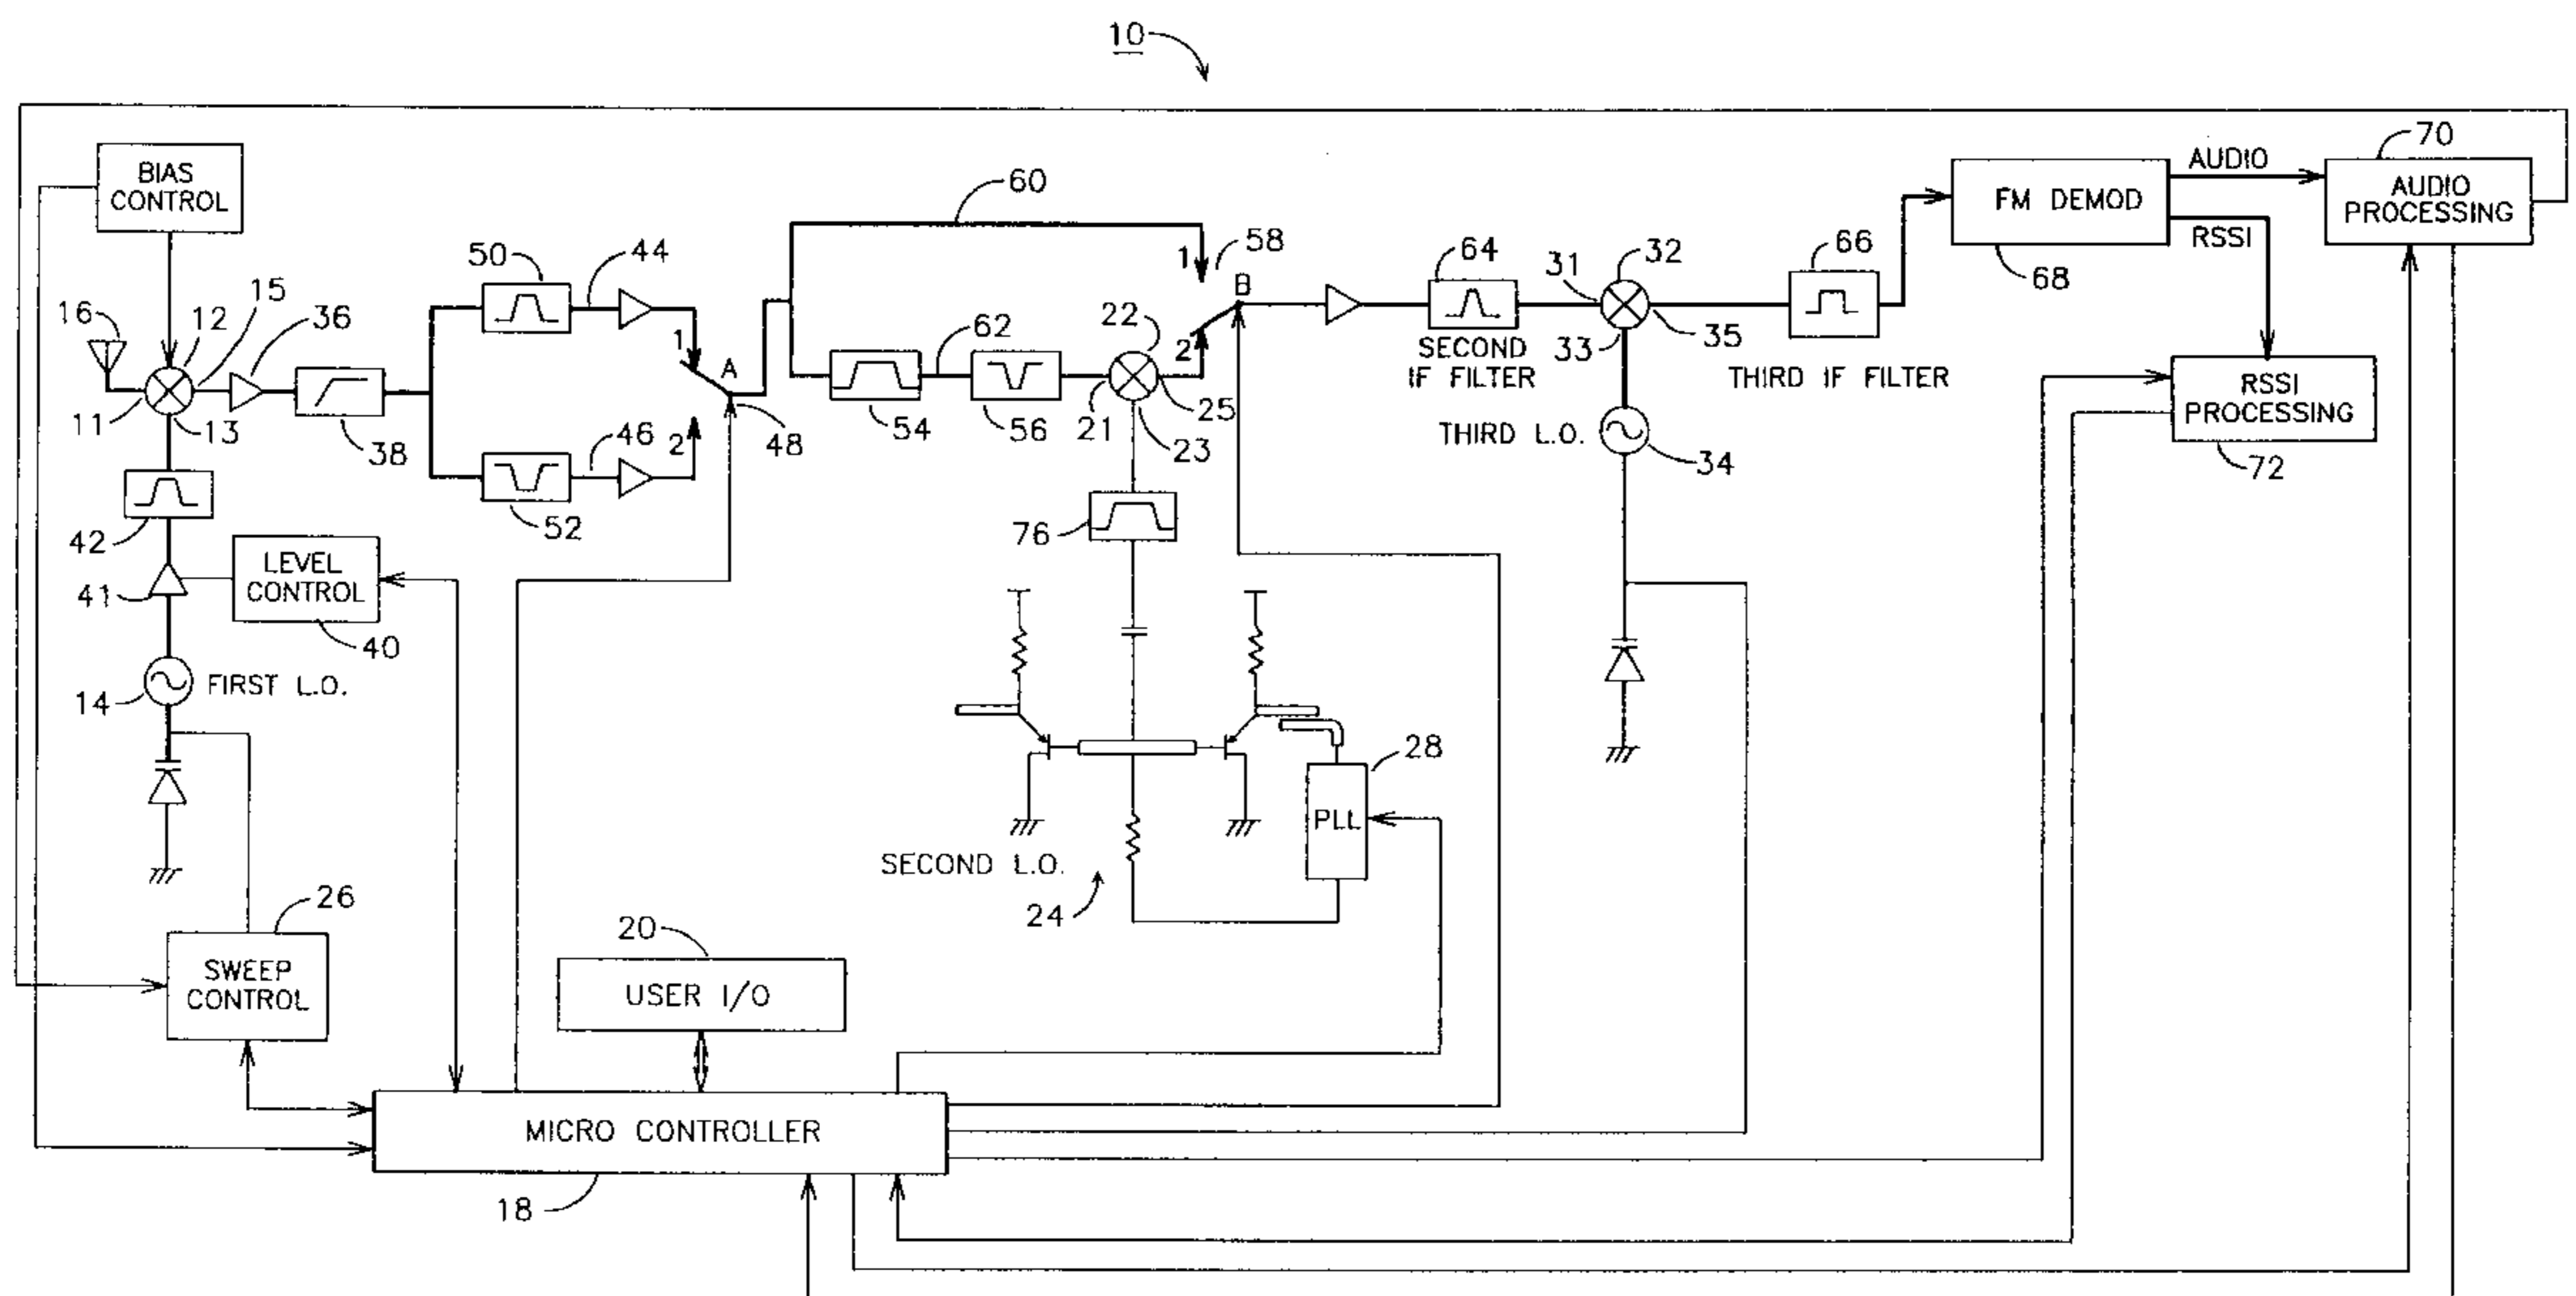 10
BIAS
CONTROL
16
12
15
36
11
13
38
42
41
LEVEL
CONTROL
40
14
FIRST L.O.
26
SWEEP
CONTROL
50
44
1
A
48
2
46
52
60
62
54
56
21
22
23
25
1
58
B
2
76
SECOND L.O.
24
28
PLL
64
SECOND
IF FILTER
31
32
33
35
THIRD L.O.
34
66
THIRD IF FILTER
FM DEMOD
68
AUDIO
RSSI
70
AUDIO
PROCESSING
RSSI
PROCESSING
72
20
USER I/O
MICRO CONTROLLER
18